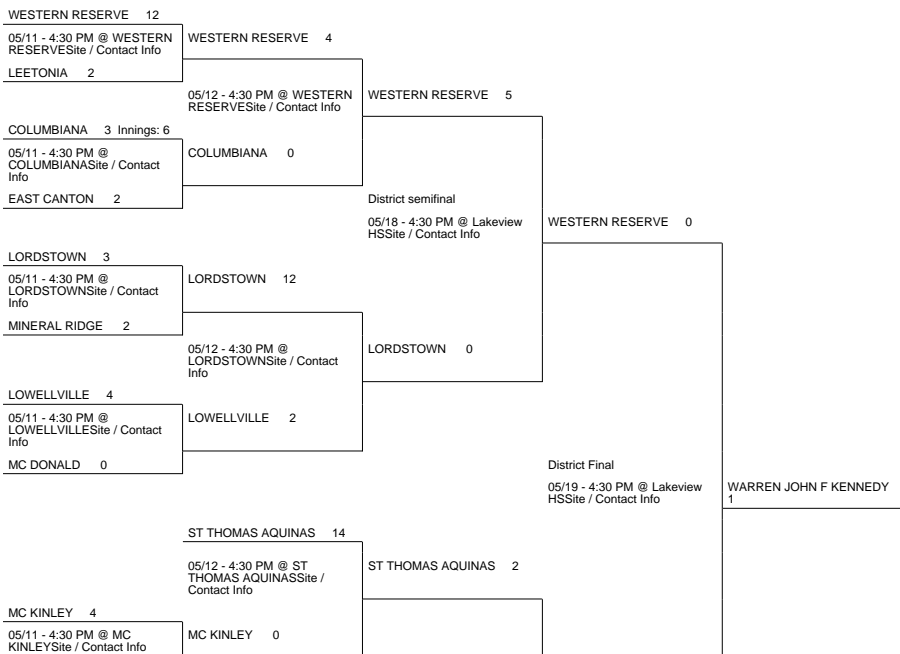 WESTERN RESERVE 12
05/11 - 4:30 PM @ WESTERN
RESERVESite / Contact Info
LEETONIA 2
WESTERN RESERVE 4
05/12 - 4:30 PM @ WESTERN
RESERVESite / Contact Info
WESTERN RESERVE 5
COLUMBIANA 3 Innings: 6
05/11 - 4:30 PM @
COLUMBIANASite / Contact
Info
EAST CANTON 2
COLUMBIANA 0
District semifinal
05/18 - 4:30 PM @ Lakeview
HSSite / Contact Info
WESTERN RESERVE 0
LORDSTOWN 3
05/11 - 4:30 PM @
LORDSTOWNSite / Contact
Info
MINERAL RIDGE 2
LORDSTOWN 12
05/12 - 4:30 PM @
LORDSTOWNSite / Contact
Info
LORDSTOWN 0
LOWELLVILLE 4
05/11 - 4:30 PM @
LOWELLVILLESite / Contact
Info
MC DONALD 0
LOWELLVILLE 2
District Final
05/19 - 4:30 PM @ Lakeview
HSSite / Contact Info
WARREN JOHN F KENNEDY
1
ST THOMAS AQUINAS 14
05/12 - 4:30 PM @ ST
THOMAS AQUINASSite /
Contact Info
ST THOMAS AQUINAS 2
MC KINLEY 4
05/11 - 4:30 PM @ MC
KINLEYSite / Contact Info
MC KINLEY 0